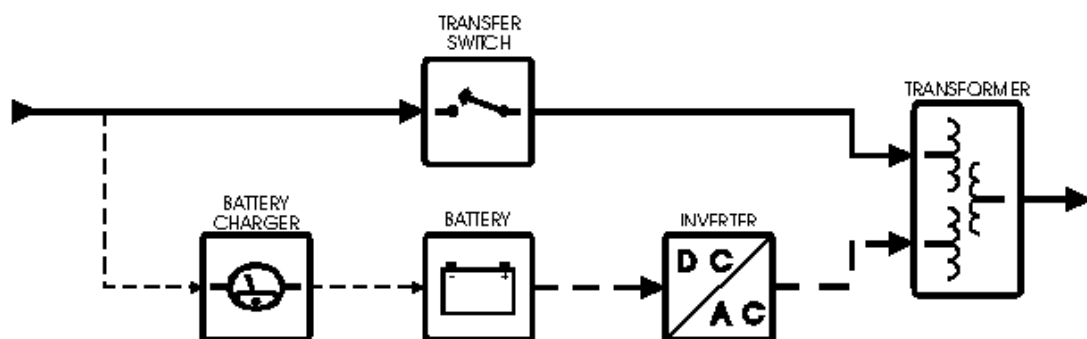 TRANSFER
SWITCH
TRANSFORMER
BATTERY
CHARGER
BATTERY
INVERTER
- +
D C
A C